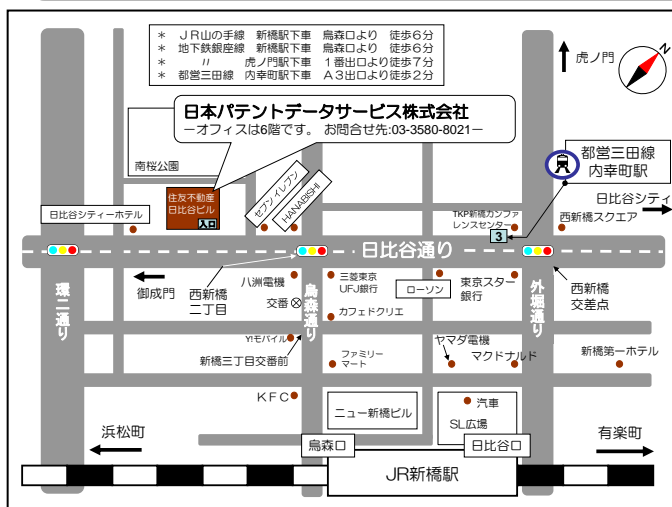 ＊　ＪＲ山の手線　新橋駅下車　烏森口より　徒歩６分
＊　地下鉄銀座線　新橋駅下車　烏森口より　徒歩６分
＊　　〃　　虎ノ門駅下車　１番出口より徒歩７分
＊　都営三田線　内幸町駅下車　Ａ３出口より徒歩２分
虎ノ門
N
日本パテントデータサービス株式会社
－オフィスは6階です。 お問合せ先:03-3580-8021－
南桜公園
都営三田線
内幸町駅
住友不動産
日比谷ビル
入口
セブンイレブン
HANABISHI
日比谷シティ
日比谷シティーホテル
TKP新橋カンファ
レンスセンター
3
西新橋スクエア
日比谷通り
環二通り
御成門
西新橋
二丁目
八洲電機
交番
烏森通り
三菱東京
UFJ銀行
カフェドクリエ
ローソン
東京スター
銀行
外堀通り
西新橋
交差点
Y!モバイル
新橋三丁目交番前
ファミリー
マート
ヤマダ電機
マクドナルド
新橋第一ホテル
ＫＦＣ
ニュー新橋ビル
汽車
SL広場
浜松町
烏森口
日比谷口
有楽町
JR新橋駅